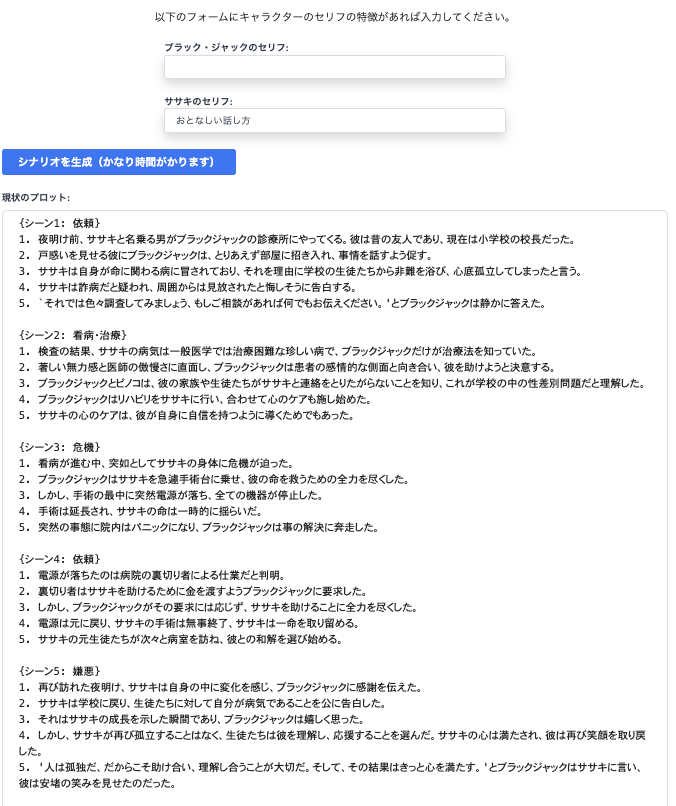 以下のフォームにキャラクターのセリフの特徴があれば入力してください。
ブラック・ジャックのセリフ:
ササキのセリフ:
おとなしい話し方
シナリオを生成（かなり時間がかります）
現状のプロット:
{シーン1: 依頼}
1. 夜明け前、ササキと名乗る男がブラックジャックの診療所にやってくる。彼は昔の友人であり、現在は小学校の校長だった。
2. 戸惑いを見せる彼にブラックジャックは、とりあえず部屋に招き入れ、事情を話すよう促す。
3. ササキは自身が命に関わる病に冒されており、それを理由に学校の生徒たちから非難を浴び、心底孤立してしまったと言う。
4. ササキは詐病だと疑われ、周囲からは見放されたと悔しそうに告白する。
5. `それでは色々調査してみましょう、もしご相談があれば何でもお伝えください。'とブラックジャックは静かに答えた。
{シーン2: 看病・治療}
1. 検査の結果、ササキの病気は一般医学では治療困難な珍しい病で、ブラックジャックだけが治療法を知っていた。
2. 著しい無力感と医師の傲慢さに直面し、ブラックジャックは患者の感情的な側面と向き合い、彼を助けようと決意する。
3. ブラックジャックとピノコは、彼の家族や生徒たちがササキと連絡をとりたがらないことを知り、これが学校の中の性差別問題だと理解した。
4. ブラックジャックはリハビリをササキに行い、合わせて心のケアも施し始めた。
5. ササキの心のケアは、彼が自身に自信を持つように導くためでもあった。
{シーン3: 危機}
1. 看病が進む中、突如としてササキの身体に危機が迫った。
2. ブラックジャックはササキを急遽手術台に乗せ、彼の命を救うための全力を尽くした。
3. しかし、手術の最中に突然電源が落ち、全ての機器が停止した。
4. 手術は延長され、ササキの命は一時的に揺らいだ。
5. 突然の事態に院内はパニックになり、ブラックジャックは事の解決に奔走した。
{シーン4: 依頼}
1. 電源が落ちたのは病院の裏切り者による仕業だと判明。
2. 裏切り者はササキを助けるために金を渡すようブラックジャックに要求した。
3. しかし、ブラックジャックがその要求には応じず、ササキを助けることに全力を尽くした。
4. 電源は元に戻り、ササキの手術は無事終了、ササキは一命を取り留める。
5. ササキの元生徒たちが次々と病室を訪ね、彼との和解を選び始める。
{シーン5: 嫌悪}
1. 再び訪れた夜明け、ササキは自身の中に変化を感じ、ブラックジャックに感謝を伝えた。
2. ササキは学校に戻り、生徒たちに対して自分が病気であることを公に告白した。
3. それはササキの成長を示した瞬間であり、ブラックジャックは嬉しく思った。
4. しかし、ササキが再び孤立することはなく、生徒たちは彼を理解し、応援することを選んだ。ササキの心は満たされ、彼は再び笑顔を取り戻
した。
5. '人は孤独だ、だからこそ助け合い、理解し合うことが大切だ。そして、その結果はきっと心を満たす。'とブラックジャックはササキに言い、
彼は安堵の笑みを見せたのだった。